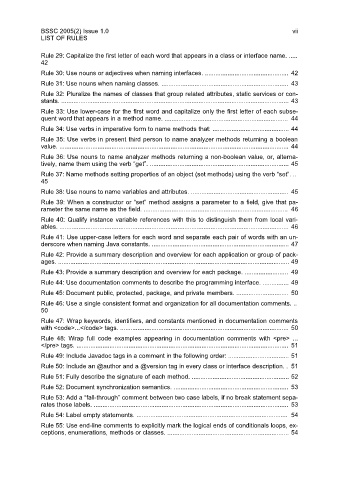 BSSC 2005(2) Issue 1.0 vii
LIST OF RULES
Rule 29: Capitalize the first letter of each word that appears in a class or interface name. .....
42
Rule 30: Use nouns or adjectives when naming interfaces. ................................................ 42
Rule 31: Use nouns when naming classes. ........................................................................ 43
Rule 32: Pluralize the names of classes that group related attributes, static services or con-
stants. ................................................................................................................................ 43
Rule 33: Use lower-case for the first word and capitalize only the first letter of each subse-
quent word that appears in a method name. ...................................................................... 44
Rule 34: Use verbs in imperative form to name methods that: ........................................... 44
Rule 35: Use verbs in present third person to name analyzer methods returning a boolean
value. ................................................................................................................................. 44
Rule 36: Use nouns to name analyzer methods returning a non-boolean value, or, alterna-
tively, name them using the verb "get". .............................................................................. 45
Rule 37: Name methods setting properties of an object (set methods) using the verb "set". ..
45
Rule 38: Use nouns to name variables and attributes. ....................................................... 45
Rule 39: When a constructor or "set" method assigns a parameter to a field, give that pa-
rameter the same name as the field. .................................................................................. 46
Rule 40: Qualify instance variable references with this to distinguish them from local vari-
ables. ................................................................................................................................. 46
Rule 41: Use upper-case letters for each word and separate each pair of words with an un-
derscore when naming Java constants. ............................................................................. 47
Rule 42: Provide a summary description and overview for each application or group of pack-
ages. .................................................................................................................................. 49
Rule 43: Provide a summary description and overview for each package. ......................... 49
Rule 44: Use documentation comments to describe the programming interface. ............... 49
Rule 45: Document public, protected, package, and private members. ............................. 50
Rule 46: Use a single consistent format and organization for all documentation comments. ..
50
Rule 47: Wrap keywords, identifiers, and constants mentioned in documentation comments
with <code>...</code> tags. ................................................................................................ 50
Rule 48: Wrap full code examples appearing in documentation comments with <pre> ...
</pre> tags. ........................................................................................................................ 51
Rule 49: Include Javadoc tags in a comment in the following order: .................................. 51
Rule 50: Include an @author and a @version tag in every class or interface description. .. 51
Rule 51: Fully describe the signature of each method. ....................................................... 52
Rule 52: Document synchronization semantics. ................................................................. 53
Rule 53: Add a "fall-through" comment between two case labels, if no break statement sepa-
rates those labels. .............................................................................................................. 53
Rule 54: Label empty statements. ...................................................................................... 54
Rule 55: Use end-line comments to explicitly mark the logical ends of conditionals loops, ex-
ceptions, enumerations, methods or classes. .................................................................... 54